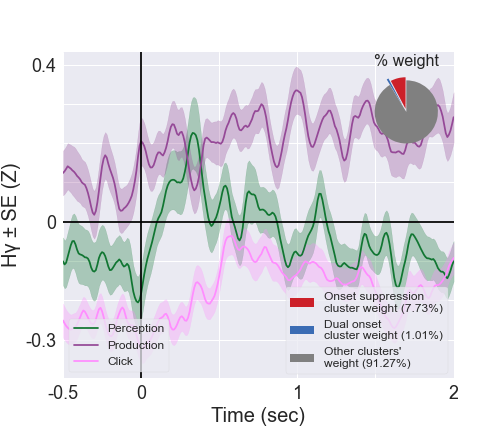 % weight
0.4
0
-0.3
Hγ ± SE (Z)
Perception
Production
Click
Onset suppression
cluster weight (7.73%)
Dual onset
cluster weight (1.01%)
Other clusters'
weight (91.27%)
-0.5
0
1
2
Time (sec)